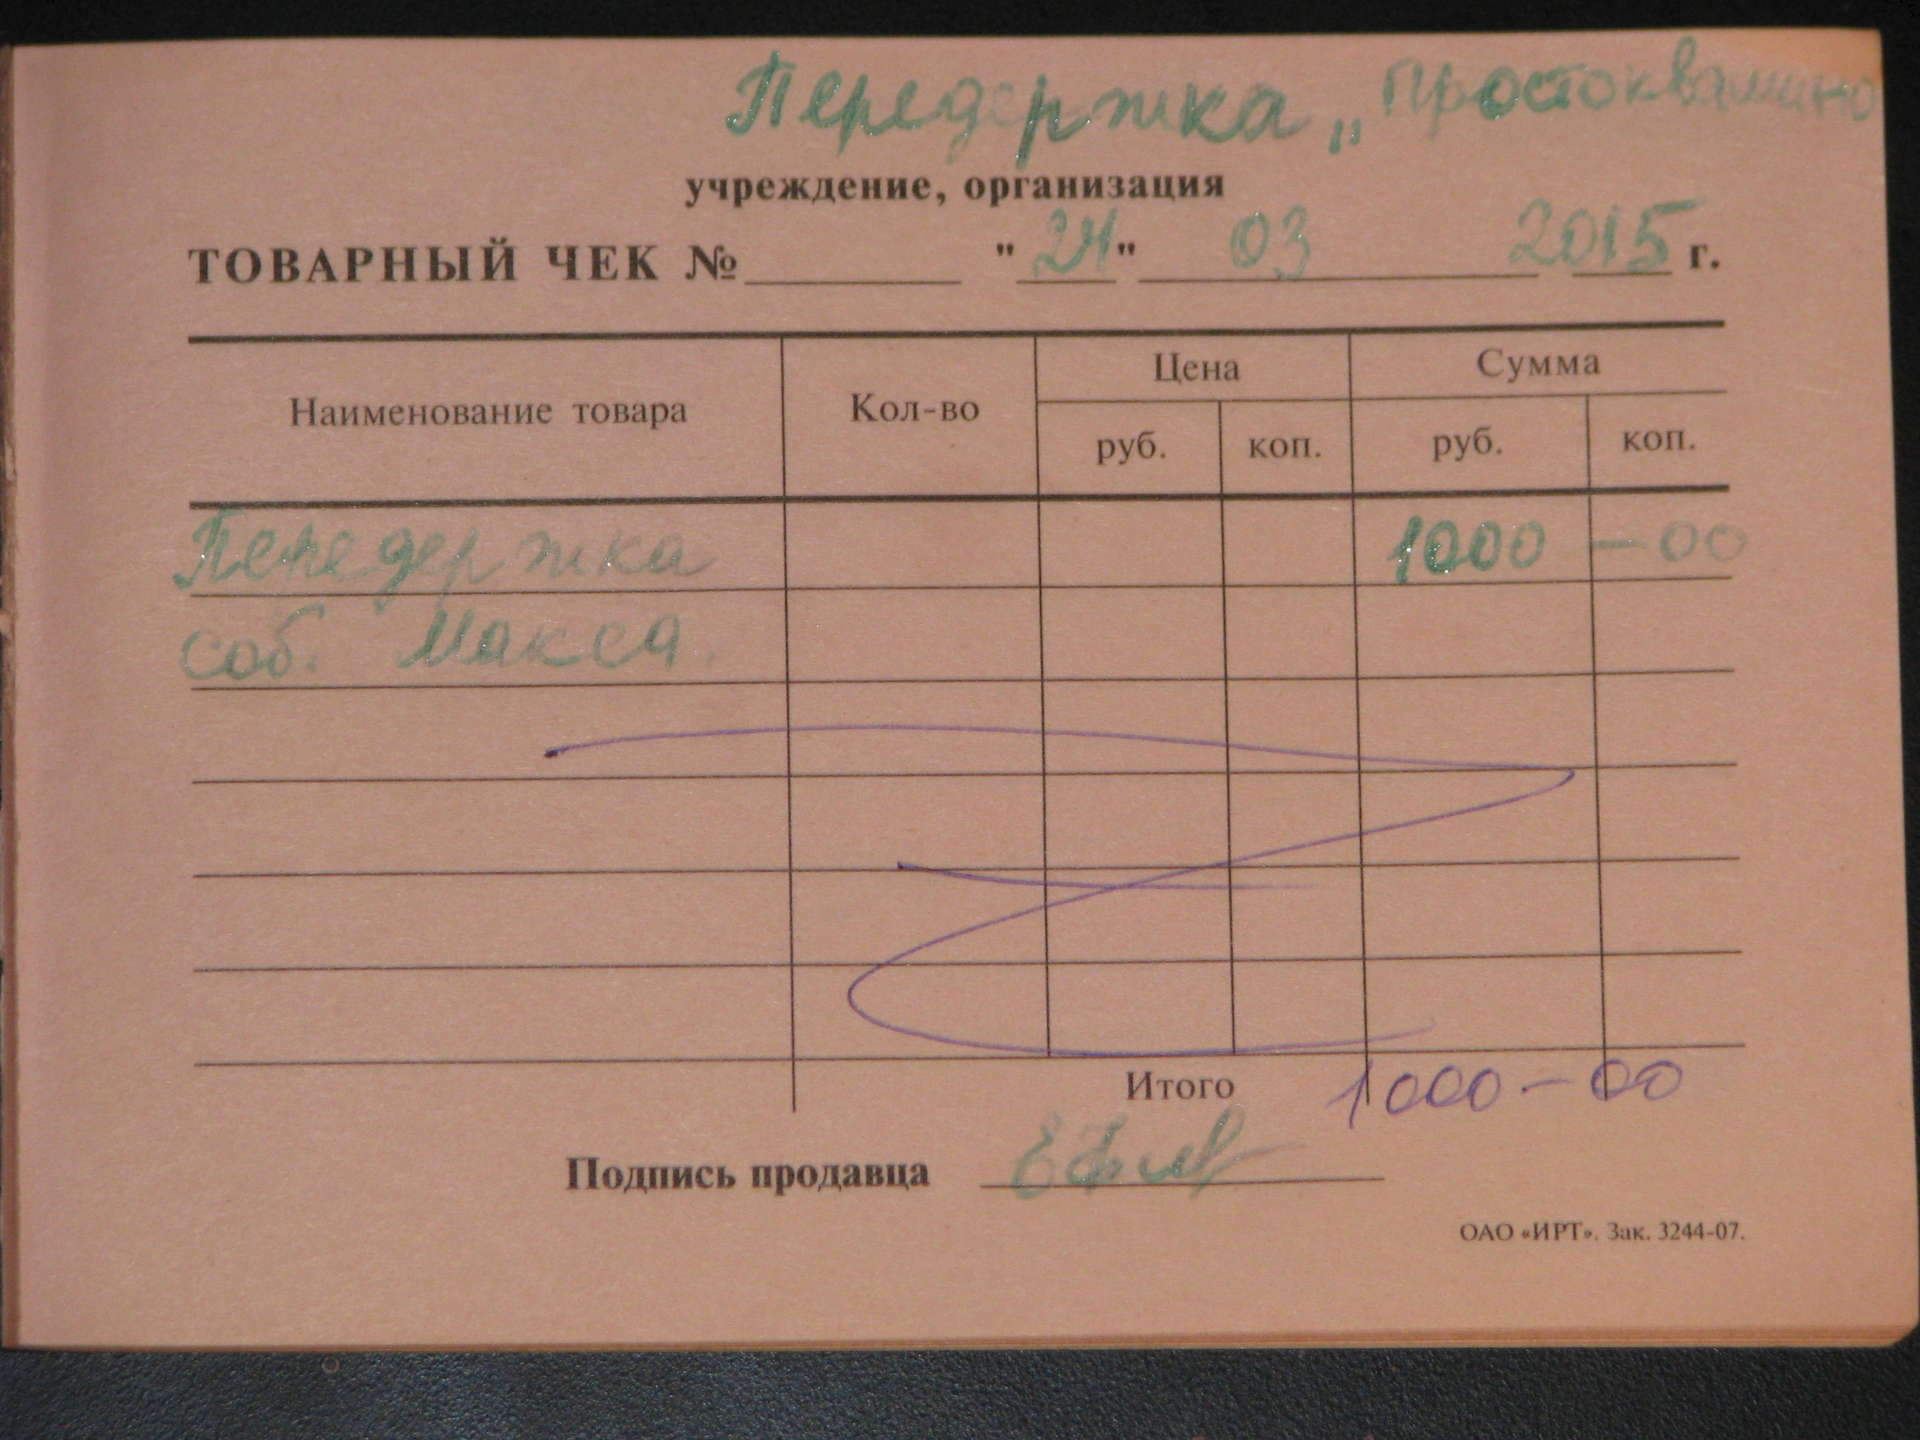 Передержка „Простоквашино
учреждение, организация
ТОВАРНЫЙ ЧЕК № "24" 03 2015 г.
Наименование товара Кол-во Цена Сумма
руб. коп. руб. коп.
Передержка 1000 – 00
соб. Макса.
Итого 1000 – 00
Подпись продавца
ОАО «ИРТ». Зак. 3244-07.